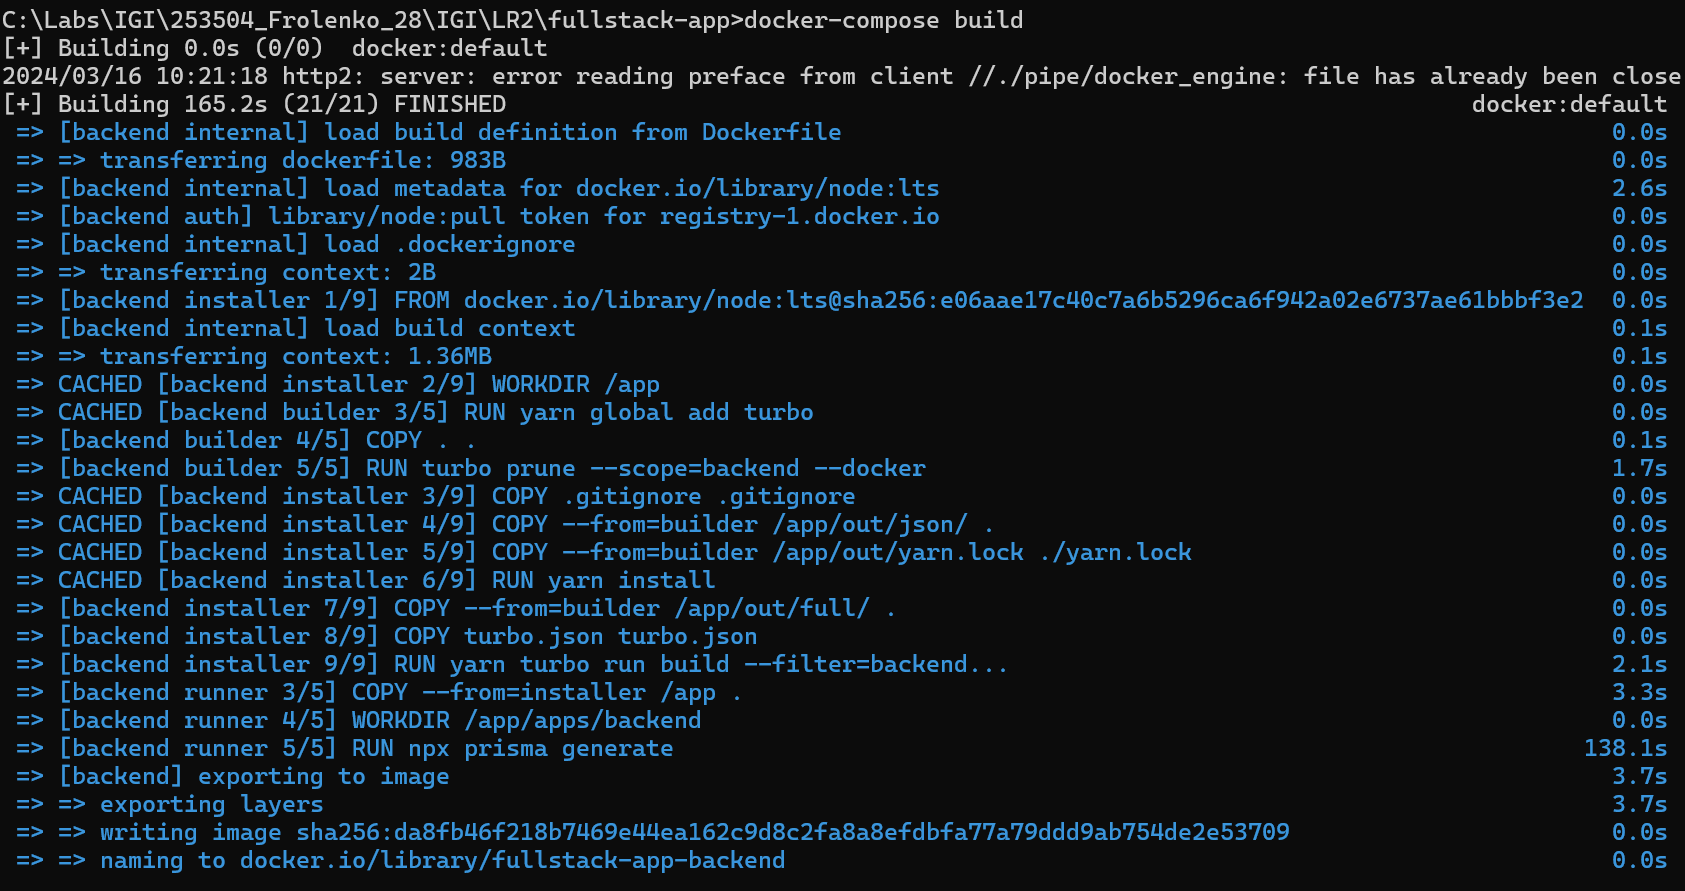 C:\Labs\IGI\253504_Frolenko_28\IGI\LR2\fullstack-app>docker-compose build
[+] Building 0.0s (0/0)  docker:default
2024/03/16 10:21:18 http2: server: error reading preface from client //./pipe/docker_engine: file has already been close
[+] Building 165.2s (21/21) FINISHED docker:default
=> [backend internal] load build definition from Dockerfile 0.0s
=> => transferring dockerfile: 983B 0.0s
=> [backend internal] load metadata for docker.io/library/node:lts 2.6s
=> [backend auth] library/node:pull token for registry-1.docker.io 0.0s
=> [backend internal] load .dockerignore 0.0s
=> => transferring context: 2B 0.0s
=> [backend installer 1/9] FROM docker.io/library/node:lts@sha256:e06aae17c40c7a6b5296ca6f942a02e6737ae61bbbf3e2 0.0s
=> [backend internal] load build context 0.1s
=> => transferring context: 1.36MB 0.1s
=> CACHED [backend installer 2/9] WORKDIR /app 0.0s
=> CACHED [backend builder 3/5] RUN yarn global add turbo 0.0s
=> [backend builder 4/5] COPY . . 0.1s
=> [backend builder 5/5] RUN turbo prune --scope=backend --docker 1.7s
=> CACHED [backend installer 3/9] COPY .gitignore .gitignore 0.0s
=> CACHED [backend installer 4/9] COPY --from=builder /app/out/json/ . 0.0s
=> CACHED [backend installer 5/9] COPY --from=builder /app/out/yarn.lock ./yarn.lock 0.0s
=> CACHED [backend installer 6/9] RUN yarn install 0.0s
=> [backend installer 7/9] COPY --from=builder /app/out/full/ . 0.0s
=> [backend installer 8/9] COPY turbo.json turbo.json 0.0s
=> [backend installer 9/9] RUN yarn turbo run build --filter=backend... 2.1s
=> [backend runner 3/5] COPY --from=installer /app . 3.3s
=> [backend runner 4/5] WORKDIR /app/apps/backend 0.0s
=> [backend runner 5/5] RUN npx prisma generate 138.1s
=> [backend] exporting to image 3.7s
=> => exporting layers 3.7s
=> => writing image sha256:da8fb46f218b7469e44ea162c9d8c2fa8a8efdbfa77a79ddd9ab754de2e53709 0.0s
=> => naming to docker.io/library/fullstack-app-backend 0.0s